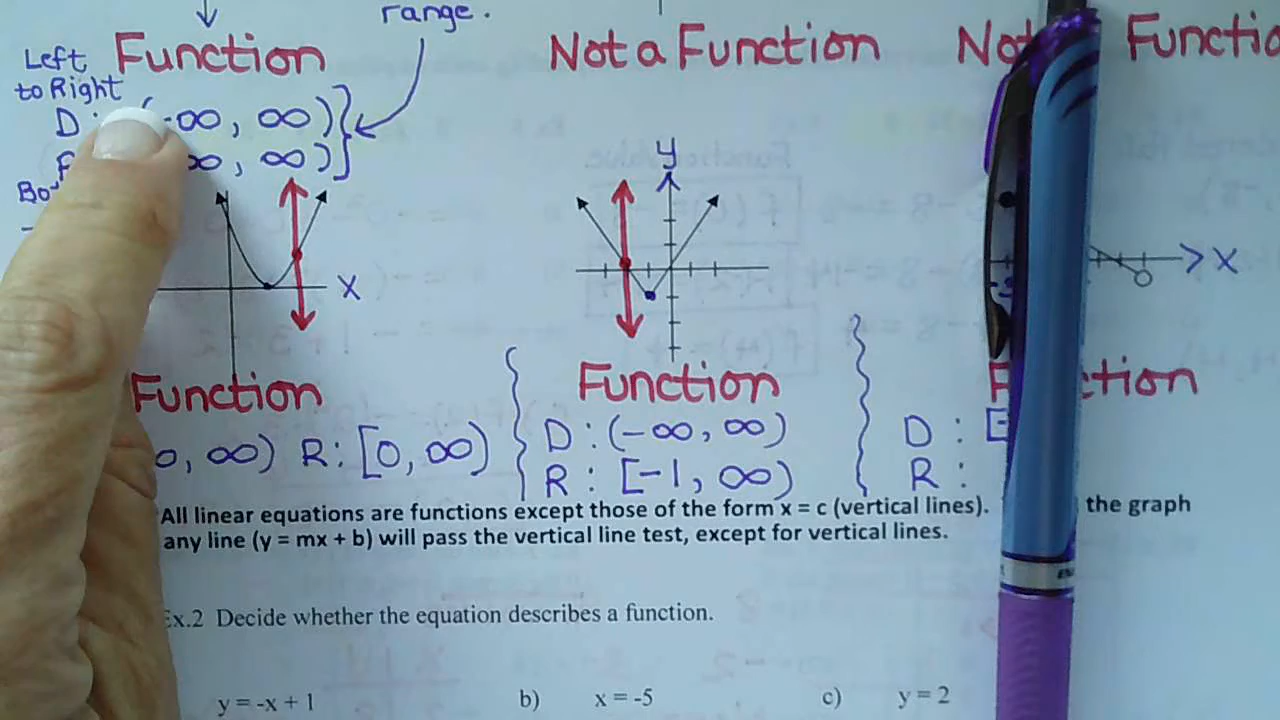 range.
Left Function Not a Function Function
to Right
D: (-∞, ∞)
∞, ∞)
y
x
> x
Function Function
D: (-∞, ∞) D:
∞) R: [0, ∞) R: [-1, ∞) R:
All linear equations are functions except those of the form x = c (vertical lines). the graph
any line (y = mx + b) will pass the vertical line test, except for vertical lines.
Ex.2 Decide whether the equation describes a function.
y = -x + 1 b) x = -5 c) y = 2